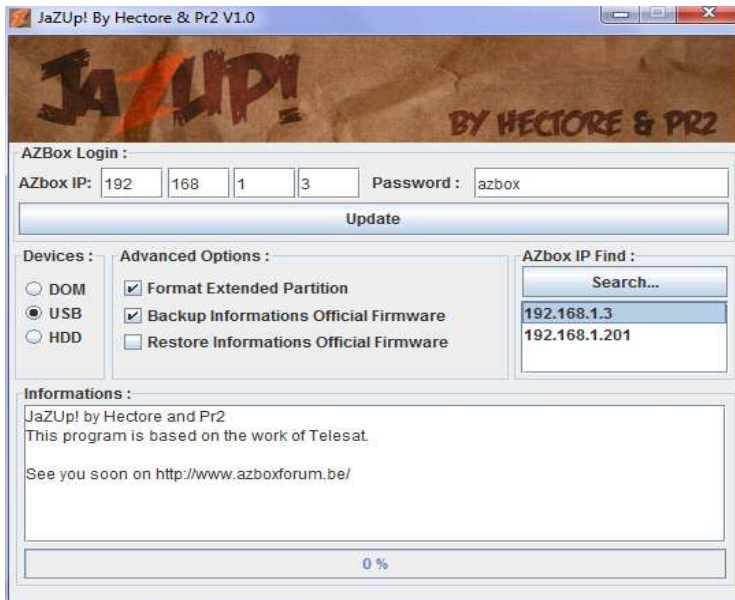 JaZUp! By Hectore & Pr2 V1.0
JAZUP!
BY HECTORE & PR2
AZBox Login :
AZbox IP: 192 168 1 3 Password : azbox
Update
Devices : Advanced Options : AZbox IP Find :
DOM Format Extended Partition Search...
USB Backup Informations Official Firmware 192.168.1.3
HDD Restore Informations Official Firmware 192.168.1.201
Informations :
JaZUp! by Hectore and Pr2
This program is based on the work of Telesat.
See you soon on http://www.azboxforum.be/
0 %